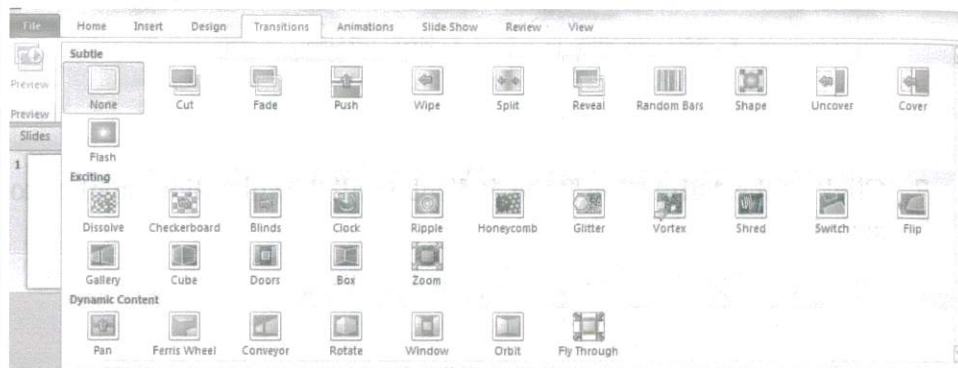 File Home Insert Design Transitions Animations Slide Show Review View
Subtle
Preview
None Cut Fade Push Wipe Split Reveal Random Bars Shape Uncover Cover
Preview
Flash
Slides
1
Exciting
Dissolve Checkerboard Blinds Clock Ripple Honeycomb Glitter Vortex Shred Switch Flip
Gallery Cube Doors Box Zoom
Dynamic Content
Pan Ferris Wheel Conveyor Rotate Window Orbit Fly Through